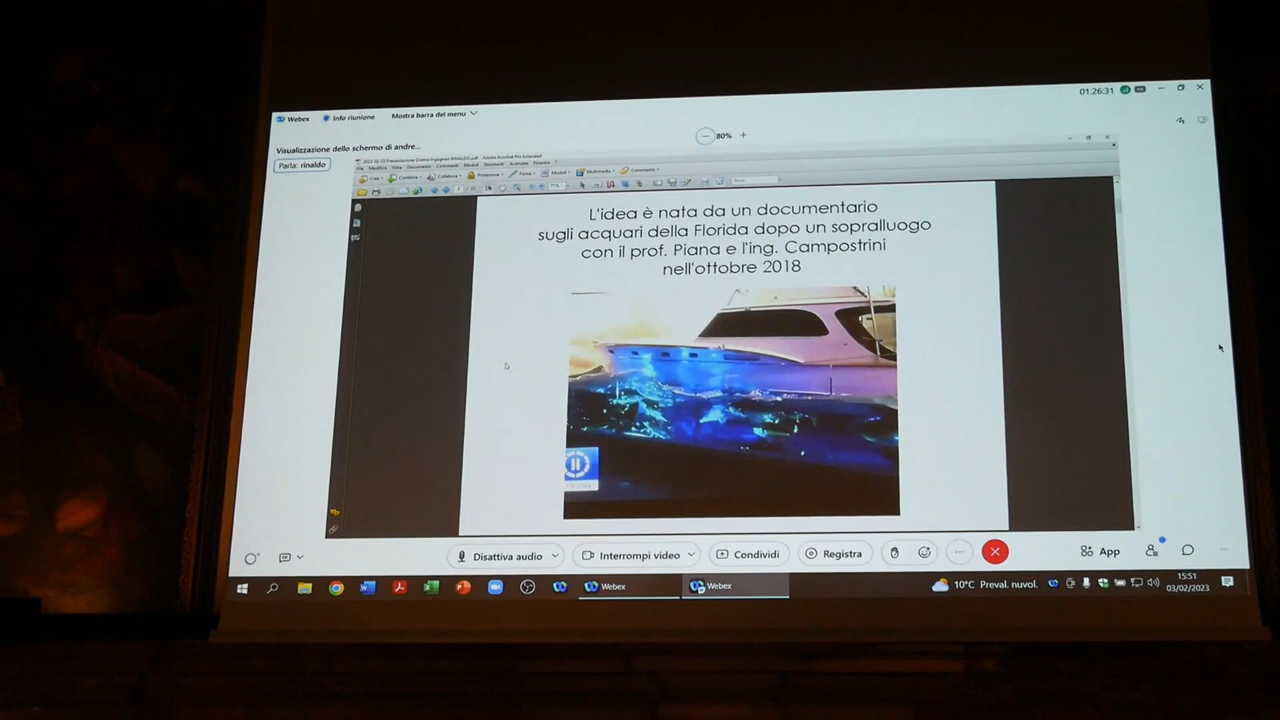 01:26:31
Webex
Info riunione
Mostra barra del menu
80%
Visualizzazione dello schermo di andre...
Parla: rinaldo
L'idea è nata da un documentario
sugli acquari della Florida dopo un sopralluogo
con il prof. Piana e l'ing. Campostrini
nell'ottobre 2018
Disattiva audio
Interrompi video
Condividi
Registra
App
Webex
Webex
10°C Preval. nuvol.
15:51
03/02/2023